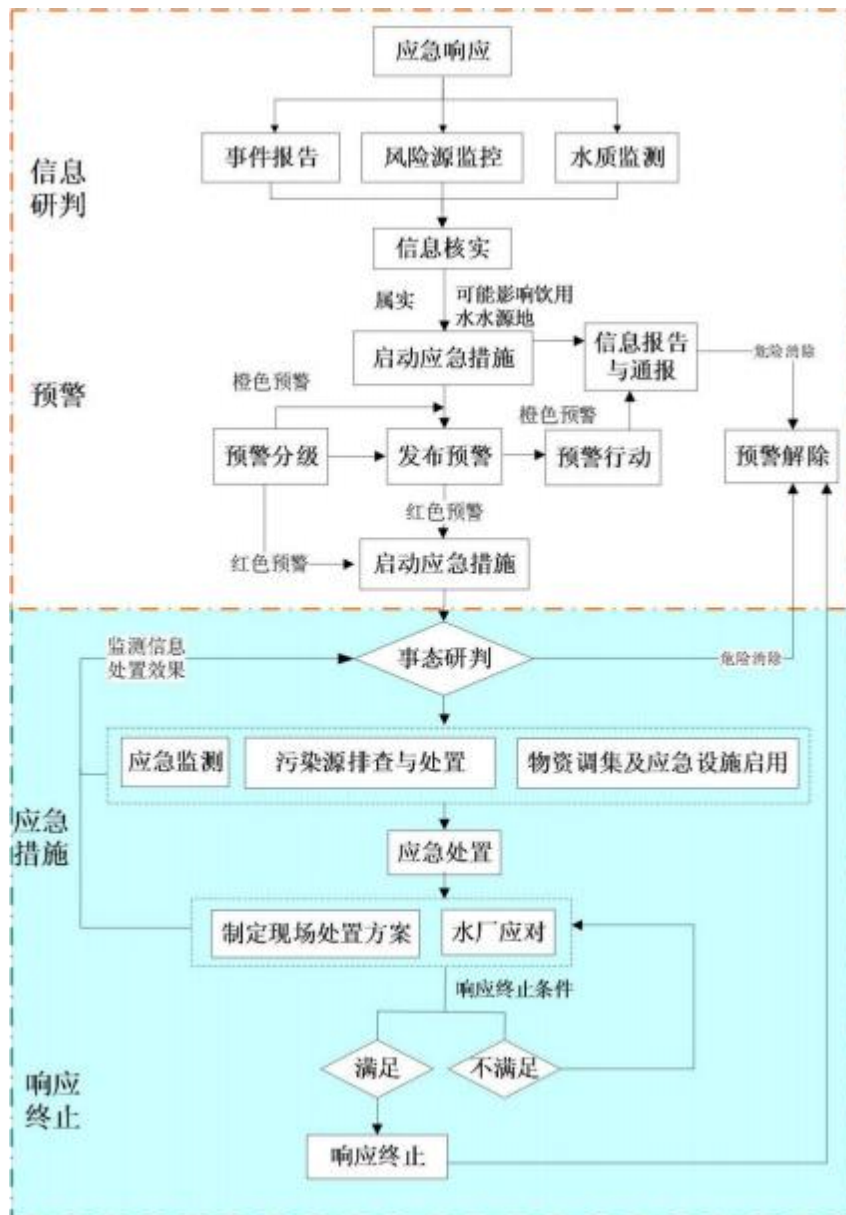 应急响应
事件报告
风险源监控
水质监测
信息
研判
信息核实
属实
可能影响饮用
水水源地
启动应急措施
信息报告
与通报
危险消除
橙色预警
预警
橙色预警
预警分级
发布预警
预警行动
预警解除
红色预警
红色预警
启动应急措施
监测信息
处置效果
事态研判
危险消除
应急监测
污染源排查与处置
物资调集及应急设施启用
应急
措施
应急处置
制定现场处置方案
水厂应对
响应终止条件
满足
不满足
响应
终止
响应终止